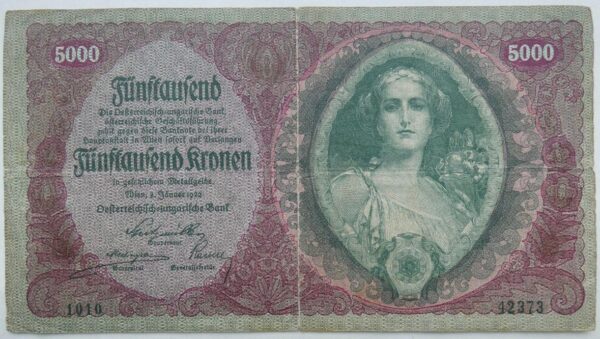 5000
5000
Fünftausend
Die Oesterreichisch-ungarische Bank,
österreichische Geschäftsführung,
zahlt gegen diese Banknote bei ihrer
Hauptanstalt in Wien sofort auf Verlangen
Fünftausend Kronen
in gesetzlichem Metallgelde.
Wien, 2. Jänner 1922
Oesterreichisch-ungarische Bank
Gouverneur
Generalrat
Generalsekretär
1010
42373